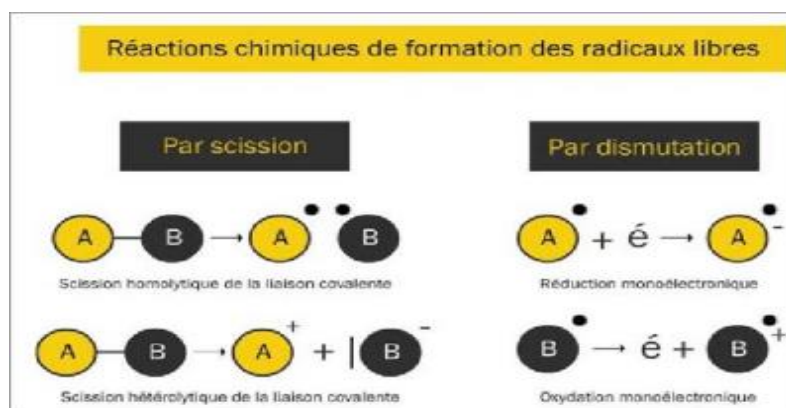 Réactions chimiques de formation des radicaux libres
Par scission
A — B → A• •B
Scission homolytique de la liaison covalente
A — B → A+ + |B-
Scission hétérolytique de la liaison covalente
Par dismutation
A• + é → A•-
Réduction monoélectronique
B• → é + B•+
Oxydation monoélectronique